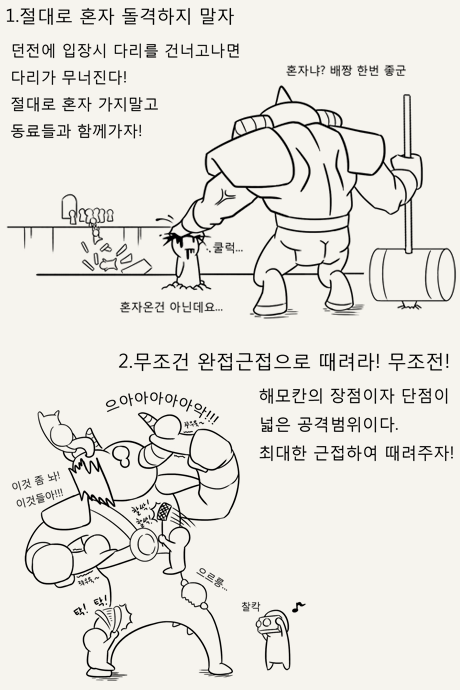 1.절대로 혼자 돌격하지 말자
던전에 입장시 다리를 건너고나면
다리가 무너진다!
절대로 혼자 가지말고
동료들과 함께가자!
혼자냐? 배짱 한번 좋군
쿨럭...
혼자온건 아닌데요...
2.무조건 완접근접으로 때려라! 무조전!
해모칸의 장점이자 단점이
넓은 공격범위이다.
최대한 근접하여 때려주자!
으아아아아아악!!!
이것 좀 놔!
이것들아!!!
찰싹!
찰싹!
으르릉...
탁! 탁!
찰칵